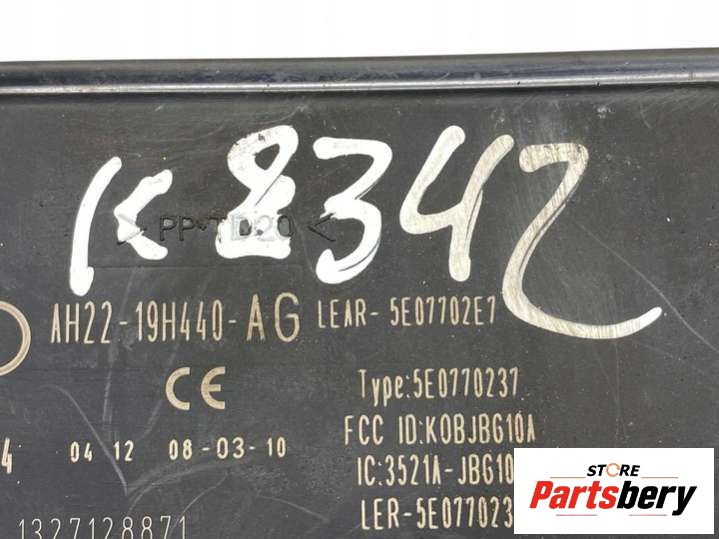 K8342
>PP-TD20<
AH22-19H440-AG LEAR-5E07702E7
CE
Type:5E0770237
FCC ID:KOBJBG10A
4 04 12 08-03-10
IC:3521A-JBG10
LER-5E077023
1327128871
STORE
Partsbery